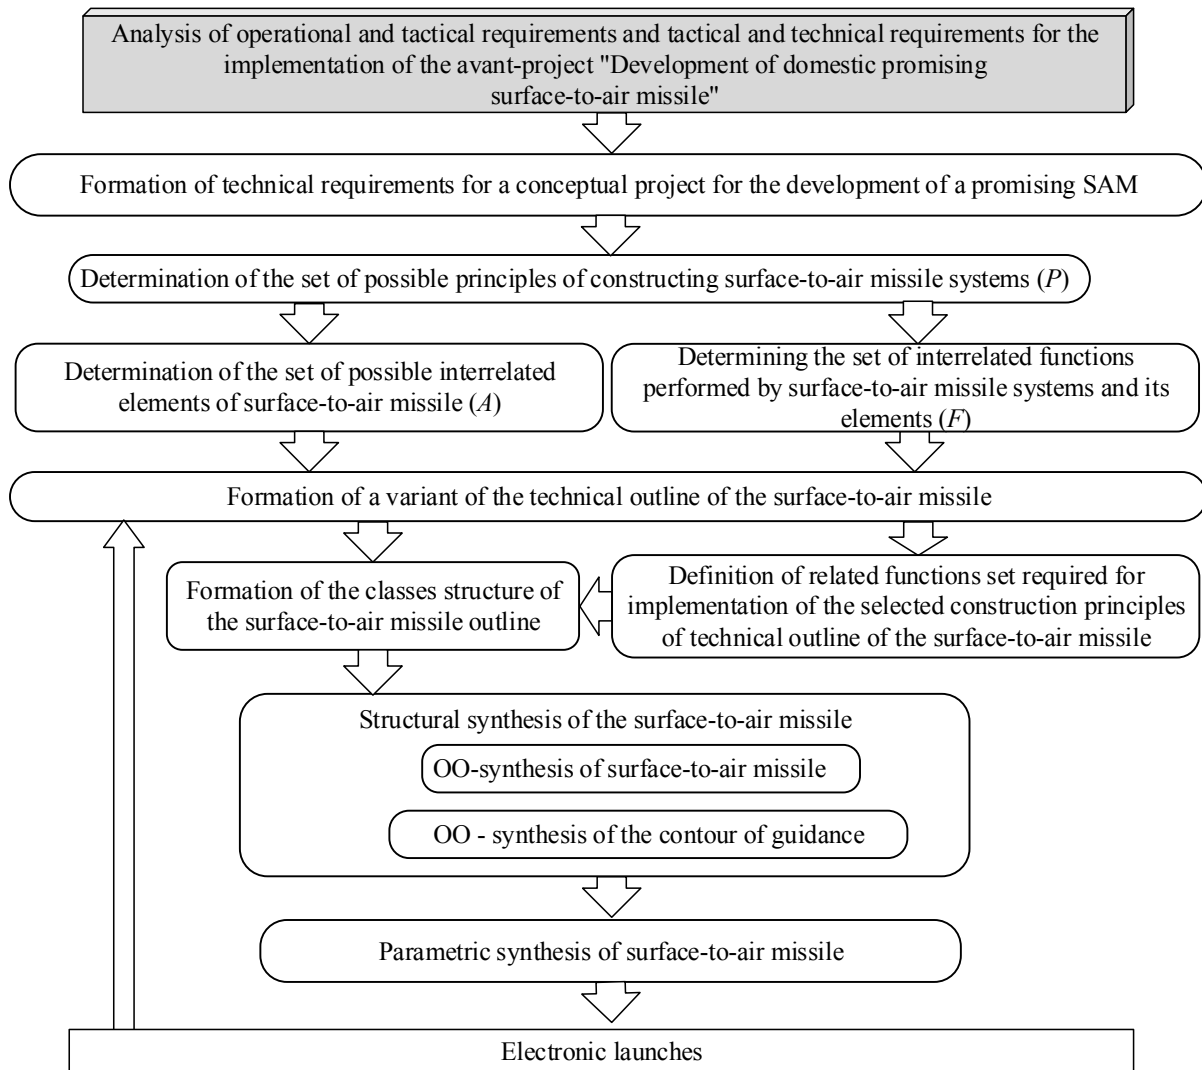 Analysis of operational and tactical requirements and tactical and technical requirements for the
implementation of the avant-project "Development of domestic promising
surface-to-air missile"
Formation of technical requirements for a conceptual project for the development of a promising SAM
Determination of the set of possible principles of constructing surface-to-air missile systems (P)
Determination of the set of possible interrelated
elements of surface-to-air missile (A)
Determining the set of interrelated functions
performed by surface-to-air missile systems and its
elements (F)
Formation of a variant of the technical outline of the surface-to-air missile
Formation of the classes structure of
the surface-to-air missile outline
Definition of related functions set required for
implementation of the selected construction principles
of technical outline of the surface-to-air missile
Structural synthesis of the surface-to-air missile
OO-synthesis of surface-to-air missile
OO - synthesis of the contour of guidance
Parametric synthesis of surface-to-air missile
Electronic launches